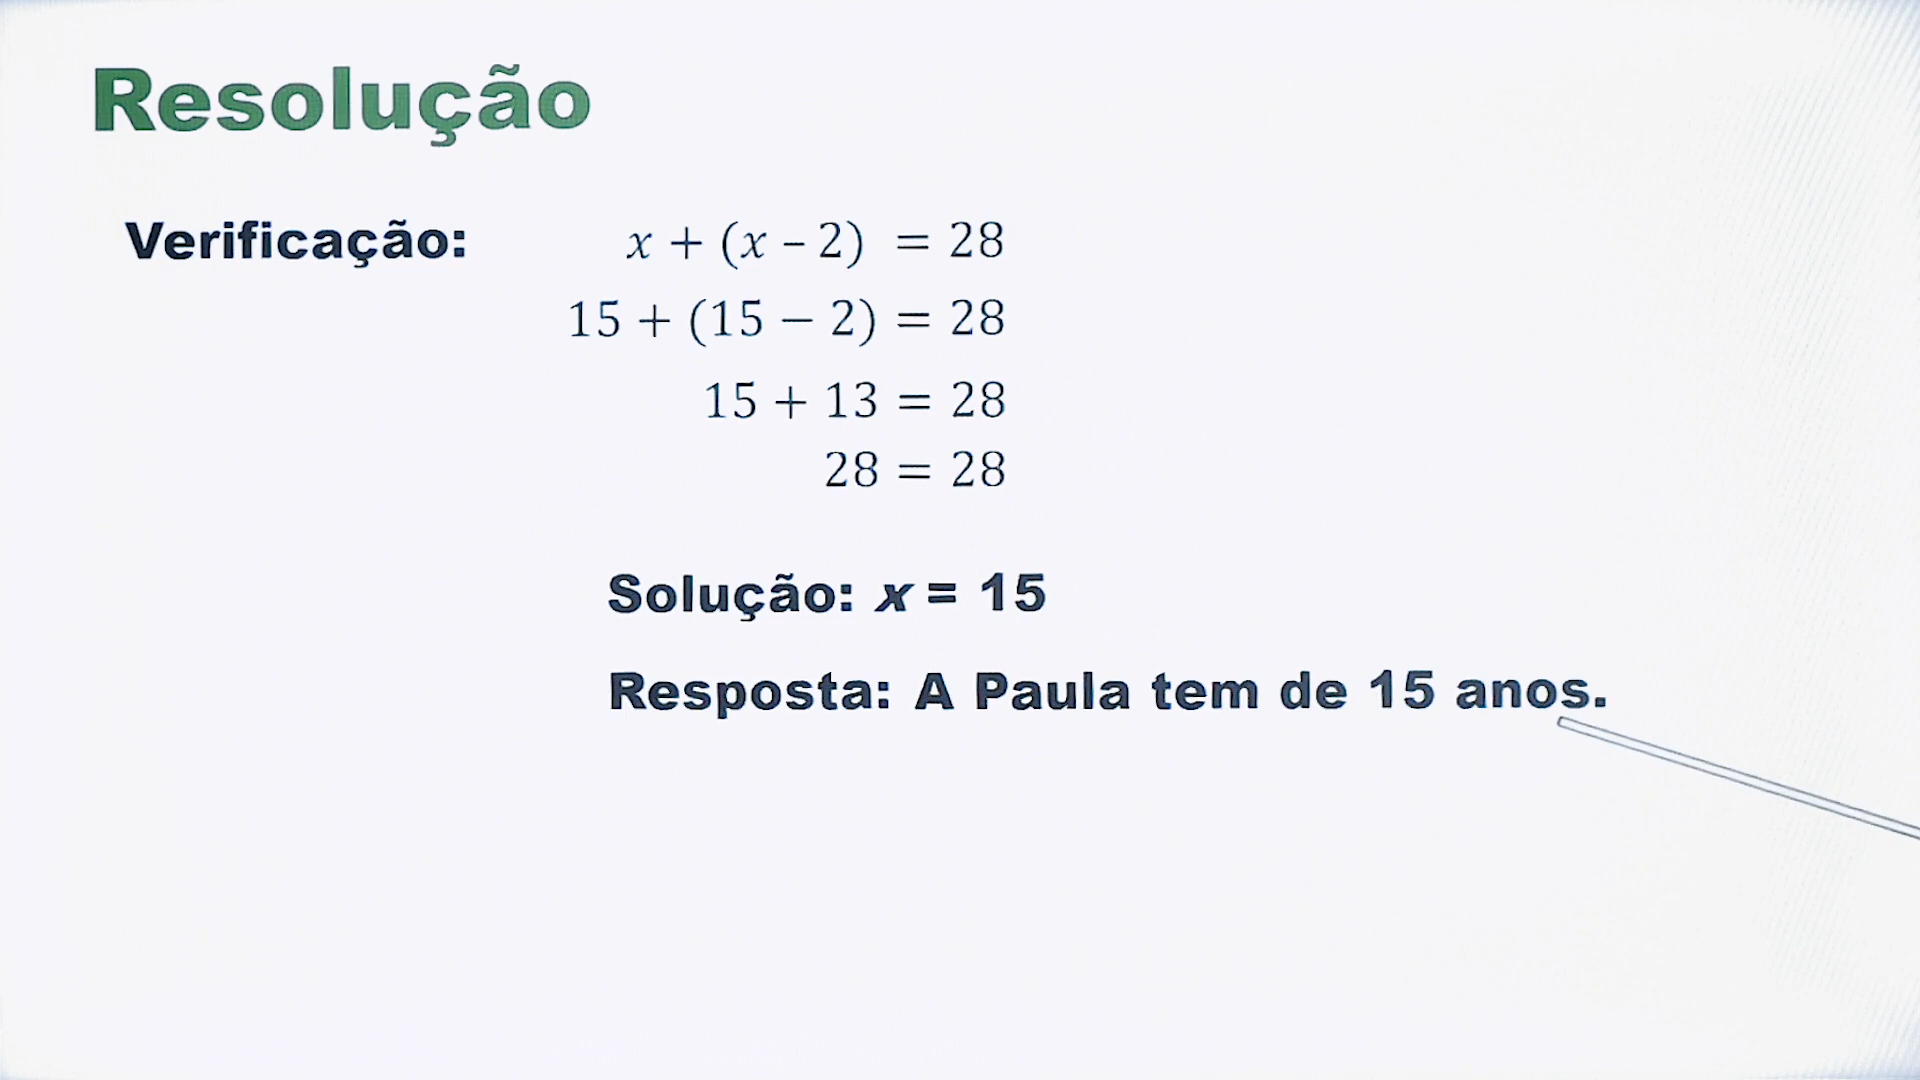 Resolução
Verificação: x + (x – 2) = 28
15 + (15 − 2) = 28
15 + 13 = 28
28 = 28
Solução: x = 15
Resposta: A Paula tem de 15 anos.